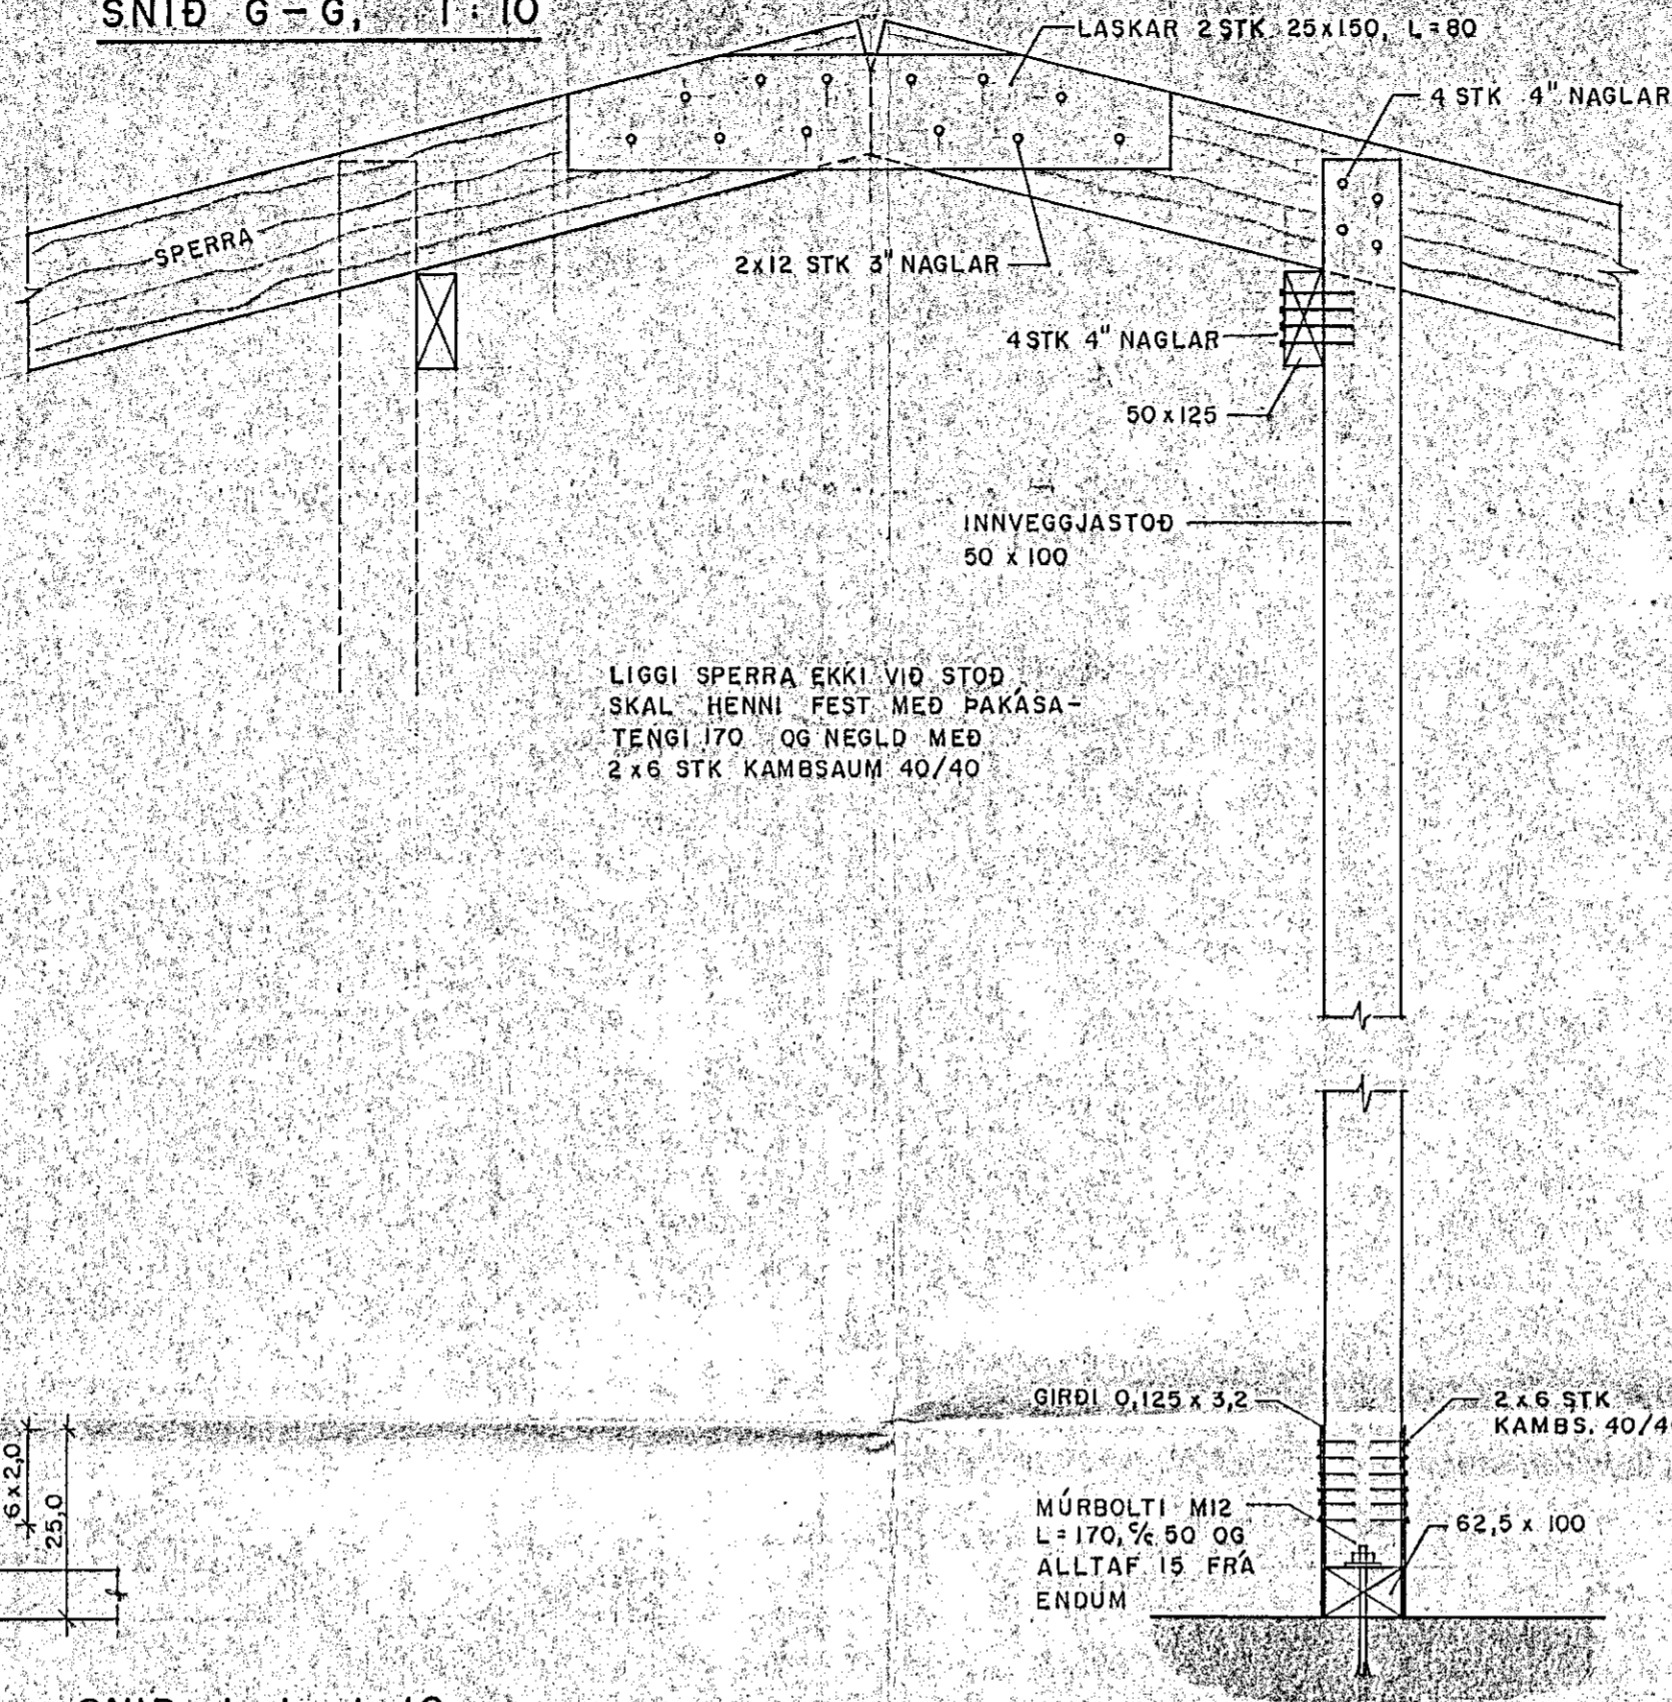 SNIÐ G-G, 1:10
LASKAR 2 STK 25x150, L=80
4 STK 4" NAGLAR
SPERRA
2x12 STK 3" NAGLAR
4 STK 4" NAGLAR
50 x 125
INNVEGGJASTOÐ
50 x 100
LIGGI SPERRA EKKI VIÐ STOÐ
SKAL HENNI FEST MEÐ ÞAKÁSA-
TENGI 170 OG NEGLD MEÐ
2x6 STK KAMBSAUM 40/40
GIRÐI 0,125 x 3,2
2 x 6 STK
KAMBS. 40/4
6x2,0
25,0
MÚRBOLTI M12
L=170, c/c 50 OG
ALLTAF 15 FRÁ
ENDUM
62,5 x 100